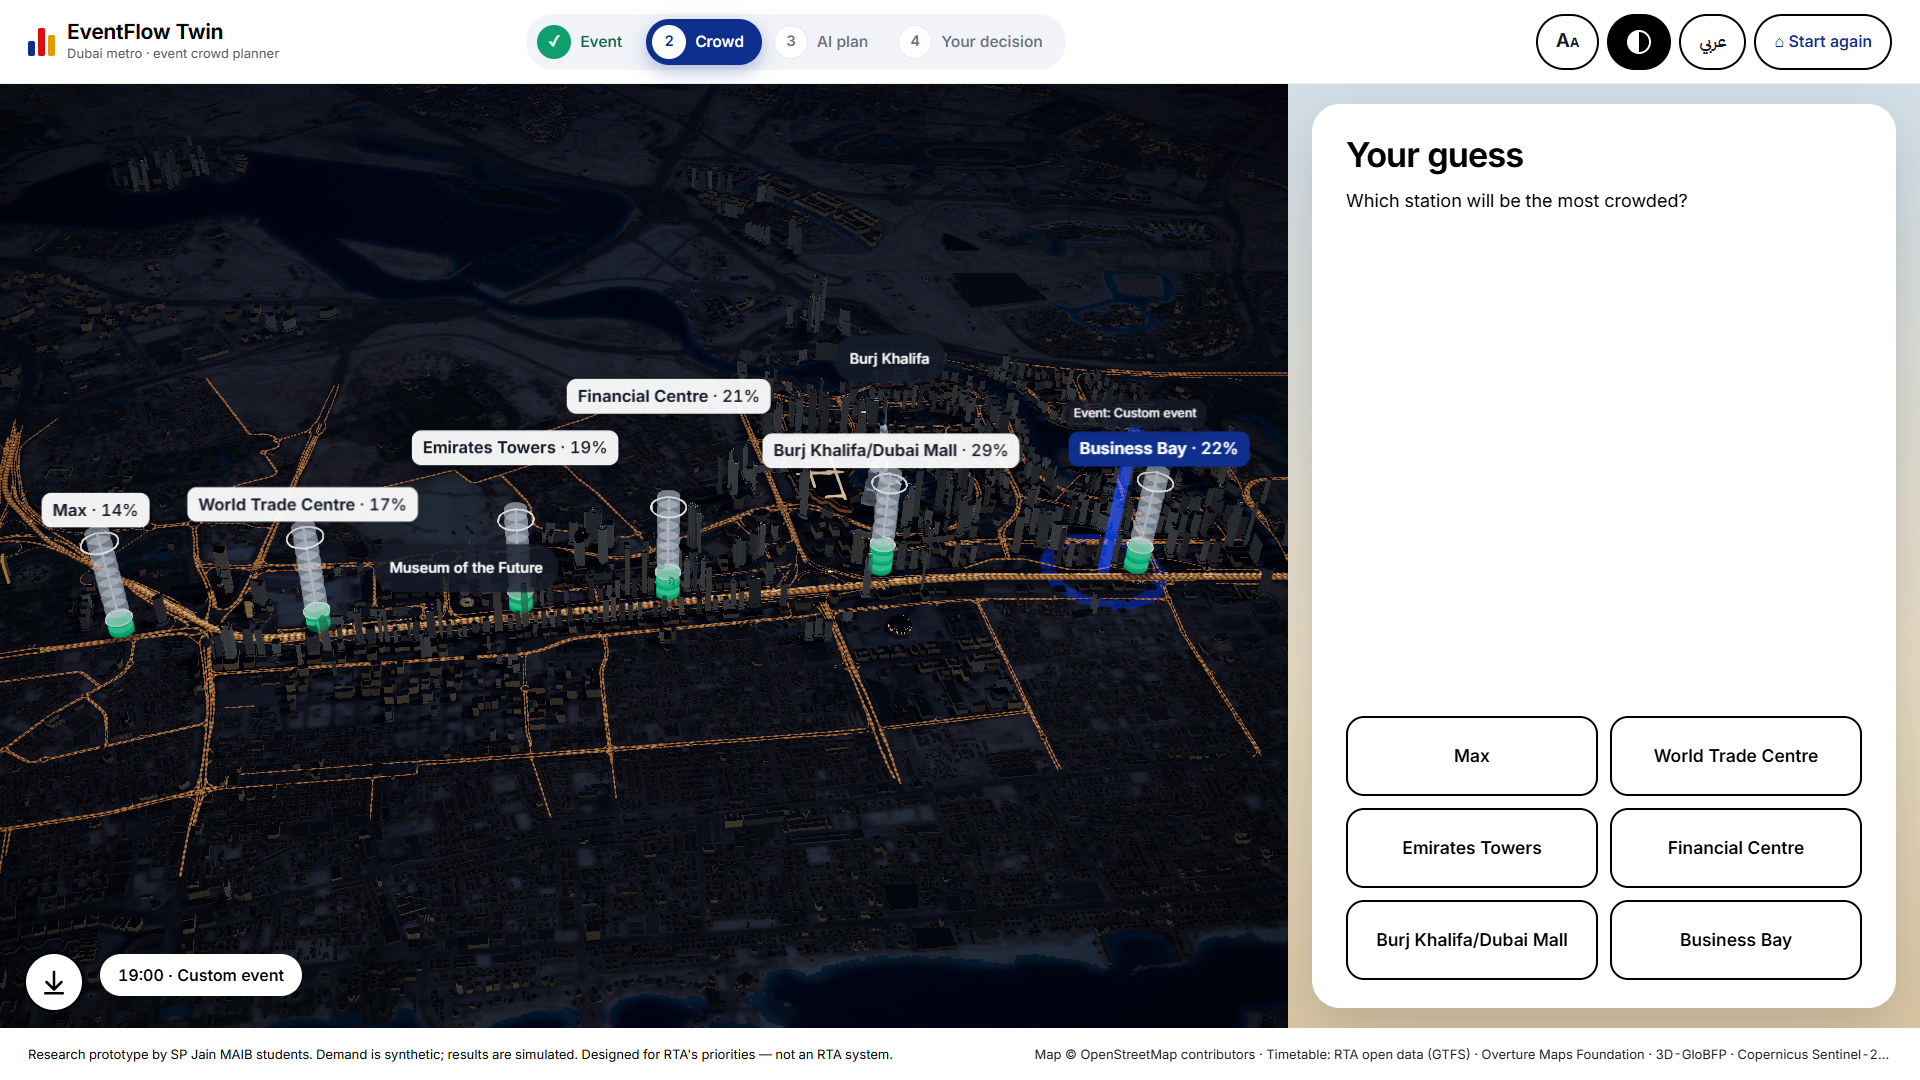 EventFlow Twin
Dubai metro · event crowd planner
✓ Event
2 Crowd
3 AI plan
4 Your decision
AA
عربي
⌂ Start again
Burj Khalifa
Financial Centre · 21%
Event: Custom event
Emirates Towers · 19%
Burj Khalifa/Dubai Mall · 29%
Business Bay · 22%
Max · 14%
World Trade Centre · 17%
Museum of the Future
19:00 · Custom event
Your guess
Which station will be the most crowded?
Max
World Trade Centre
Emirates Towers
Financial Centre
Burj Khalifa/Dubai Mall
Business Bay
Research prototype by SP Jain MAIB students. Demand is synthetic; results are simulated. Designed for RTA's priorities — not an RTA system.
Map © OpenStreetMap contributors · Timetable: RTA open data (GTFS) · Overture Maps Foundation · 3D-GloBFP · Copernicus Sentinel-2…